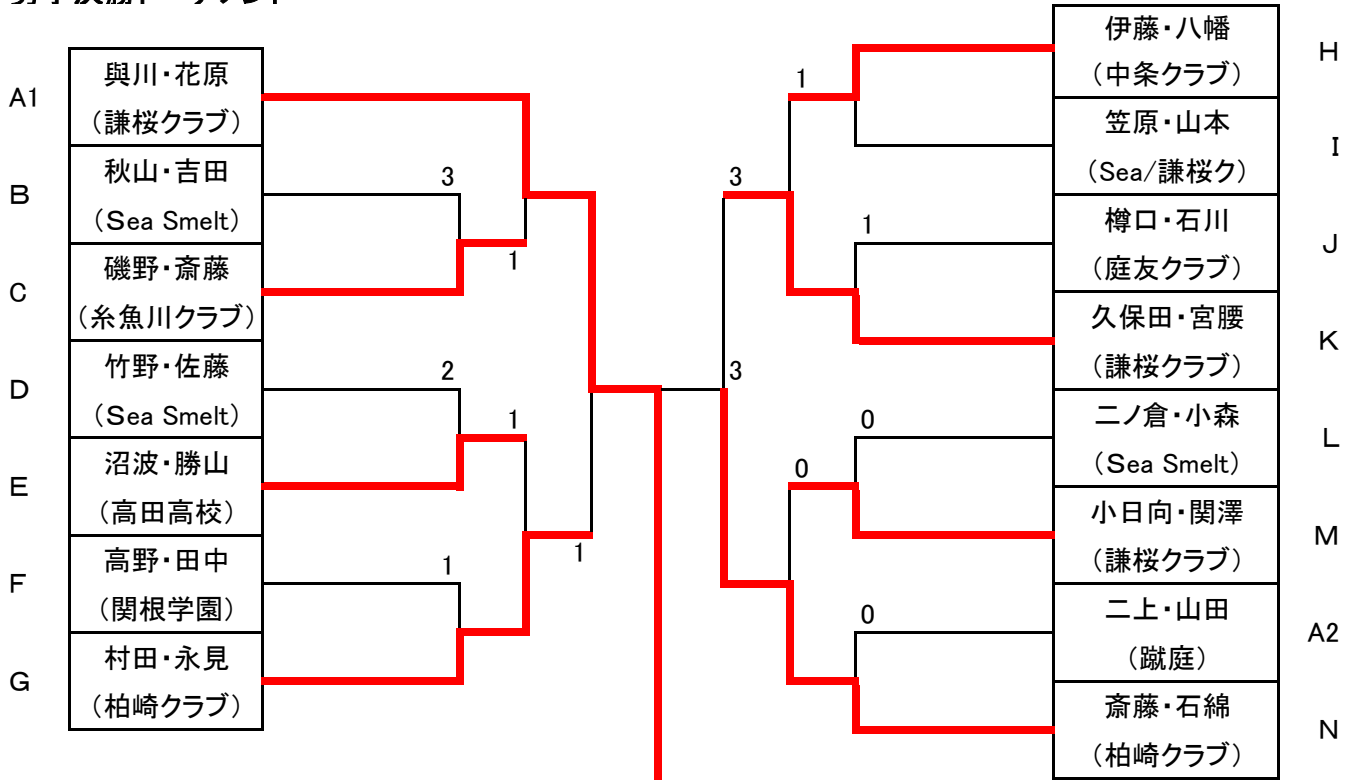 A1
與川・花原
(謙桜クラブ)
B
秋山・吉田
(Sea Smelt)
3
C
磯野・斎藤
(糸魚川クラブ)
1
D
竹野・佐藤
(Sea Smelt)
2
E
沼波・勝山
(高田高校)
1
F
高野・田中
(関根学園)
1
1
G
村田・永見
(柏崎クラブ)
伊藤・八幡
(中条クラブ)
H
1
笠原・山本
(Sea/謙桜ク)
I
3
樽口・石川
(庭友クラブ)
J
1
久保田・宮腰
(謙桜クラブ)
K
3
二ノ倉・小森
(Sea Smelt)
L
0
0
小日向・関澤
(謙桜クラブ)
M
二上・山田
(蹴庭)
A2
0
斎藤・石綿
(柏崎クラブ)
N